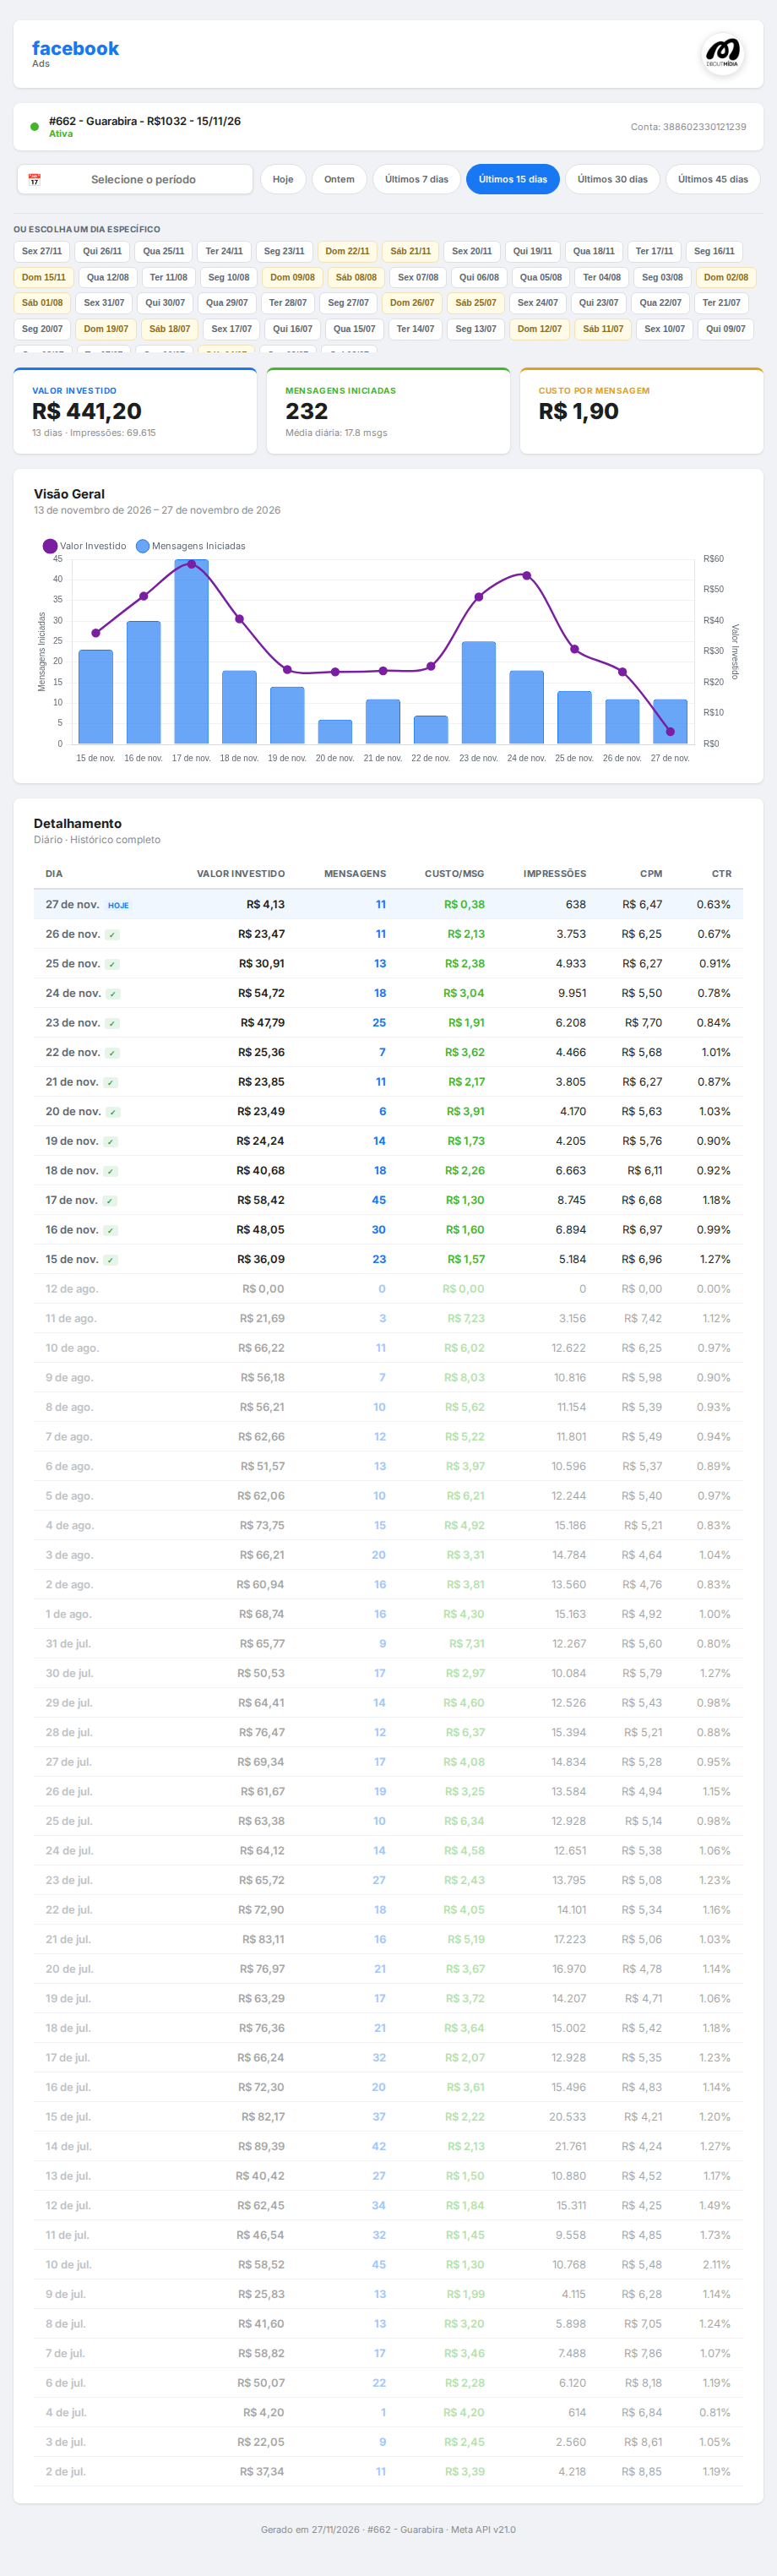 facebook
Ads
ABOUTMÍDIA
#662 - Guarabira - R$1032 - 15/11/26
Ativa
Conta: 388602330121239
Selecione o período
Hoje
Ontem
Últimos 7 dias
Últimos 15 dias
Últimos 30 dias
Últimos 45 dias
OU ESCOLHA UM DIA ESPECÍFICO
Sex 27/11 Qui 26/11 Qua 25/11 Ter 24/11 Seg 23/11 Dom 22/11 Sáb 21/11 Sex 20/11 Qui 19/11 Qua 18/11 Ter 17/11 Seg 16/11
Dom 15/11 Qua 12/08 Ter 11/08 Seg 10/08 Dom 09/08 Sáb 08/08 Sex 07/08 Qui 06/08 Qua 05/08 Ter 04/08 Seg 03/08 Dom 02/08
Sáb 01/08 Sex 31/07 Qui 30/07 Qua 29/07 Ter 28/07 Seg 27/07 Dom 26/07 Sáb 25/07 Sex 24/07 Qui 23/07 Qua 22/07 Ter 21/07
Seg 20/07 Dom 19/07 Sáb 18/07 Sex 17/07 Qui 16/07 Qua 15/07 Ter 14/07 Seg 13/07 Dom 12/07 Sáb 11/07 Sex 10/07 Qui 09/07
VALOR INVESTIDO
R$ 441,20
13 dias · Impressões: 69.615
MENSAGENS INICIADAS
232
Média diária: 17.8 msgs
CUSTO POR MENSAGEM
R$ 1,90
Visão Geral
13 de novembro de 2026 – 27 de novembro de 2026
Valor Investido Mensagens Iniciadas
Mensagens Iniciadas
45
40
35
30
25
20
15
10
5
0
R$60
R$50
R$40
R$30
R$20
R$10
R$0
Valor Investido
15 de nov. 16 de nov. 17 de nov. 18 de nov. 19 de nov. 20 de nov. 21 de nov. 22 de nov. 23 de nov. 24 de nov. 25 de nov. 26 de nov. 27 de nov.
Detalhamento
Diário · Histórico completo
DIA VALOR INVESTIDO MENSAGENS CUSTO/MSG IMPRESSÕES CPM CTR
27 de nov. HOJE R$ 4,13 11 R$ 0,38 638 R$ 6,47 0.63%
26 de nov. ✓ R$ 23,47 11 R$ 2,13 3.753 R$ 6,25 0.67%
25 de nov. ✓ R$ 30,91 13 R$ 2,38 4.933 R$ 6,27 0.91%
24 de nov. ✓ R$ 54,72 18 R$ 3,04 9.951 R$ 5,50 0.78%
23 de nov. ✓ R$ 47,79 25 R$ 1,91 6.208 R$ 7,70 0.84%
22 de nov. ✓ R$ 25,36 7 R$ 3,62 4.466 R$ 5,68 1.01%
21 de nov. ✓ R$ 23,85 11 R$ 2,17 3.805 R$ 6,27 0.87%
20 de nov. ✓ R$ 23,49 6 R$ 3,91 4.170 R$ 5,63 1.03%
19 de nov. ✓ R$ 24,24 14 R$ 1,73 4.205 R$ 5,76 0.90%
18 de nov. ✓ R$ 40,68 18 R$ 2,26 6.663 R$ 6,11 0.92%
17 de nov. ✓ R$ 58,42 45 R$ 1,30 8.745 R$ 6,68 1.18%
16 de nov. ✓ R$ 48,05 30 R$ 1,60 6.894 R$ 6,97 0.99%
15 de nov. ✓ R$ 36,09 23 R$ 1,57 5.184 R$ 6,96 1.27%
12 de ago. R$ 0,00 0 R$ 0,00 0 R$ 0,00 0.00%
11 de ago. R$ 21,69 3 R$ 7,23 3.156 R$ 7,42 1.12%
10 de ago. R$ 66,22 11 R$ 6,02 12.622 R$ 6,25 0.97%
9 de ago. R$ 56,18 7 R$ 8,03 10.816 R$ 5,98 0.90%
8 de ago. R$ 56,21 10 R$ 5,62 11.154 R$ 5,39 0.93%
7 de ago. R$ 62,66 12 R$ 5,22 11.801 R$ 5,49 0.94%
6 de ago. R$ 51,57 13 R$ 3,97 10.596 R$ 5,37 0.89%
5 de ago. R$ 62,06 10 R$ 6,21 12.244 R$ 5,40 0.97%
4 de ago. R$ 73,75 15 R$ 4,92 15.186 R$ 5,21 0.83%
3 de ago. R$ 66,21 20 R$ 3,31 14.784 R$ 4,64 1.04%
2 de ago. R$ 60,94 16 R$ 3,81 13.560 R$ 4,76 0.83%
1 de ago. R$ 68,74 16 R$ 4,30 15.163 R$ 4,92 1.00%
31 de jul. R$ 65,77 9 R$ 7,31 12.267 R$ 5,60 0.80%
30 de jul. R$ 50,53 17 R$ 2,97 10.084 R$ 5,79 1.27%
29 de jul. R$ 64,41 14 R$ 4,60 12.526 R$ 5,43 0.98%
28 de jul. R$ 76,47 12 R$ 6,37 15.394 R$ 5,21 0.88%
27 de jul. R$ 69,34 17 R$ 4,08 14.834 R$ 5,28 0.95%
26 de jul. R$ 61,67 19 R$ 3,25 13.584 R$ 4,94 1.15%
25 de jul. R$ 63,38 10 R$ 6,34 12.928 R$ 5,14 0.98%
24 de jul. R$ 64,12 14 R$ 4,58 12.651 R$ 5,38 1.06%
23 de jul. R$ 65,72 27 R$ 2,43 13.795 R$ 5,08 1.23%
22 de jul. R$ 72,90 18 R$ 4,05 14.101 R$ 5,34 1.16%
21 de jul. R$ 83,11 16 R$ 5,19 17.223 R$ 5,06 1.03%
20 de jul. R$ 76,97 21 R$ 3,67 16.970 R$ 4,78 1.14%
19 de jul. R$ 63,29 17 R$ 3,72 14.207 R$ 4,71 1.06%
18 de jul. R$ 76,36 21 R$ 3,64 15.002 R$ 5,42 1.18%
17 de jul. R$ 66,24 32 R$ 2,07 12.928 R$ 5,35 1.23%
16 de jul. R$ 72,30 20 R$ 3,61 15.496 R$ 4,83 1.14%
15 de jul. R$ 82,17 37 R$ 2,22 20.533 R$ 4,21 1.20%
14 de jul. R$ 89,39 42 R$ 2,13 21.761 R$ 4,24 1.27%
13 de jul. R$ 40,42 27 R$ 1,50 10.880 R$ 4,52 1.17%
12 de jul. R$ 62,45 34 R$ 1,84 15.311 R$ 4,25 1.49%
11 de jul. R$ 46,54 32 R$ 1,45 9.558 R$ 4,85 1.73%
10 de jul. R$ 58,52 45 R$ 1,30 10.768 R$ 5,48 2.11%
9 de jul. R$ 25,83 13 R$ 1,99 4.115 R$ 6,28 1.14%
8 de jul. R$ 41,60 13 R$ 3,20 5.898 R$ 7,05 1.24%
7 de jul. R$ 58,82 17 R$ 3,46 7.488 R$ 7,86 1.07%
6 de jul. R$ 50,07 22 R$ 2,28 6.120 R$ 8,18 1.19%
4 de jul. R$ 4,20 1 R$ 4,20 614 R$ 6,84 0.81%
3 de jul. R$ 22,05 9 R$ 2,45 2.560 R$ 8,61 1.05%
2 de jul. R$ 37,34 11 R$ 3,39 4.218 R$ 8,85 1.19%
Gerado em 27/11/2026 · #662 - Guarabira · Meta API v21.0